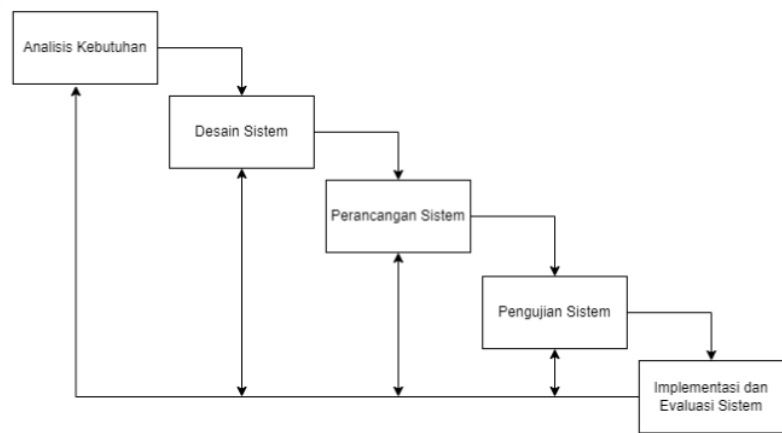 Analisis Kebutuhan
Desain Sistem
Perancangan Sistem
Pengujian Sistem
Implementasi dan
Evaluasi Sistem